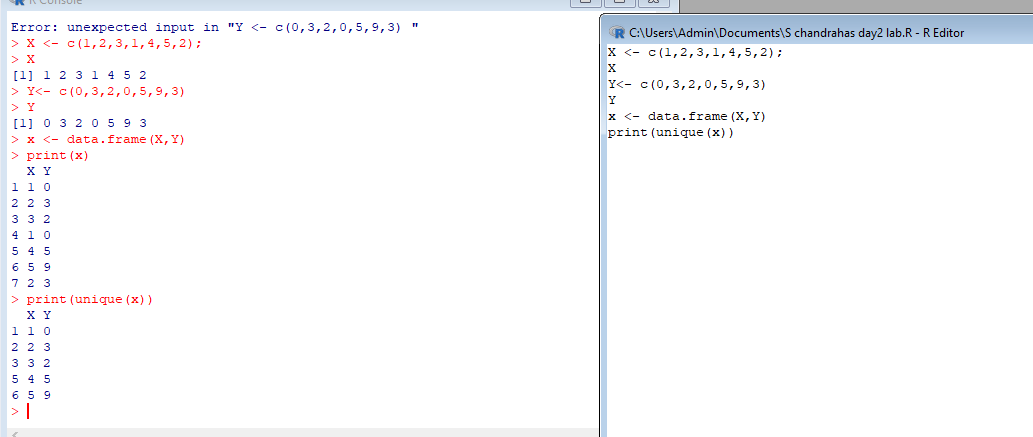 R Console
Error: unexpected input in "Y <- c(0,3,2,0,5,9,3) "
> X <- c(1,2,3,1,4,5,2);
> X
[1] 1 2 3 1 4 5 2
> Y<- c(0,3,2,0,5,9,3)
> Y
[1] 0 3 2 0 5 9 3
> x <- data.frame(X,Y)
> print(x)
  X Y
1 1 0
2 2 3
3 3 2
4 1 0
5 4 5
6 5 9
7 2 3
> print(unique(x))
  X Y
1 1 0
2 2 3
3 3 2
5 4 5
6 5 9
>
C:\Users\Admin\Documents\S chandrahas day2 lab.R - R Editor
X <- c(1,2,3,1,4,5,2);
X
Y<- c(0,3,2,0,5,9,3)
Y
x <- data.frame(X,Y)
print(unique(x))